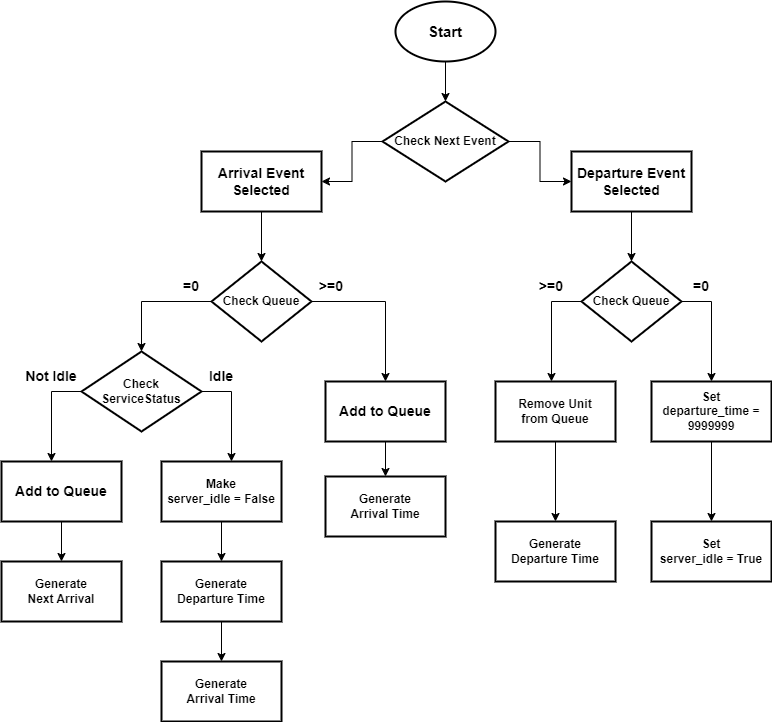 Start
Check Next Event
Arrival Event
Selected
Departure Event
Selected
=0
Check Queue
>=0
>=0
Check Queue
=0
Not Idle
Check
ServiceStatus
Idle
Add to Queue
Remove Unit
from Queue
Set
departure_time =
9999999
Add to Queue
Make
server_idle = False
Generate
Arrival Time
Generate
Departure Time
Set
server_idle = True
Generate
Next Arrival
Generate
Departure Time
Generate
Arrival Time